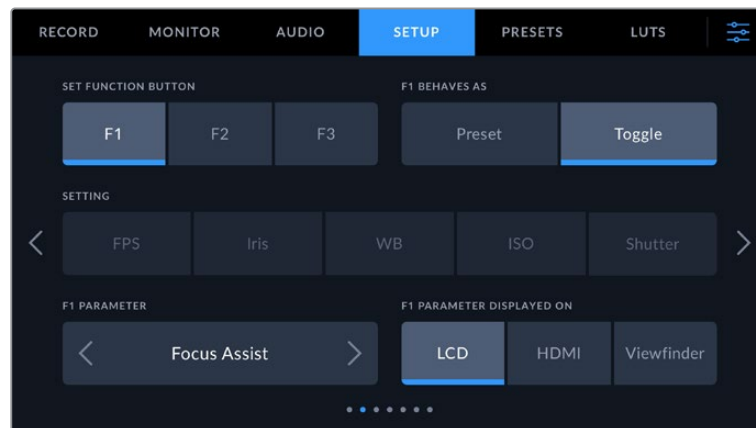 RECORD MONITOR AUDIO SETUP PRESETS LUTS
SET FUNCTION BUTTON F1 BEHAVES AS
F1 F2 F3 Preset Toggle
SETTING
FPS Iris WB ISO Shutter
F1 PARAMETER F1 PARAMETER DISPLAYED ON
Focus Assist LCD HDMI Viewfinder